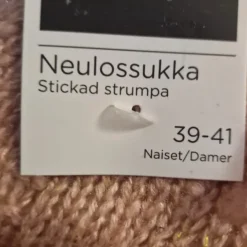 Neulossukka
Stickad strumpa
39-41
Naiset/Damer